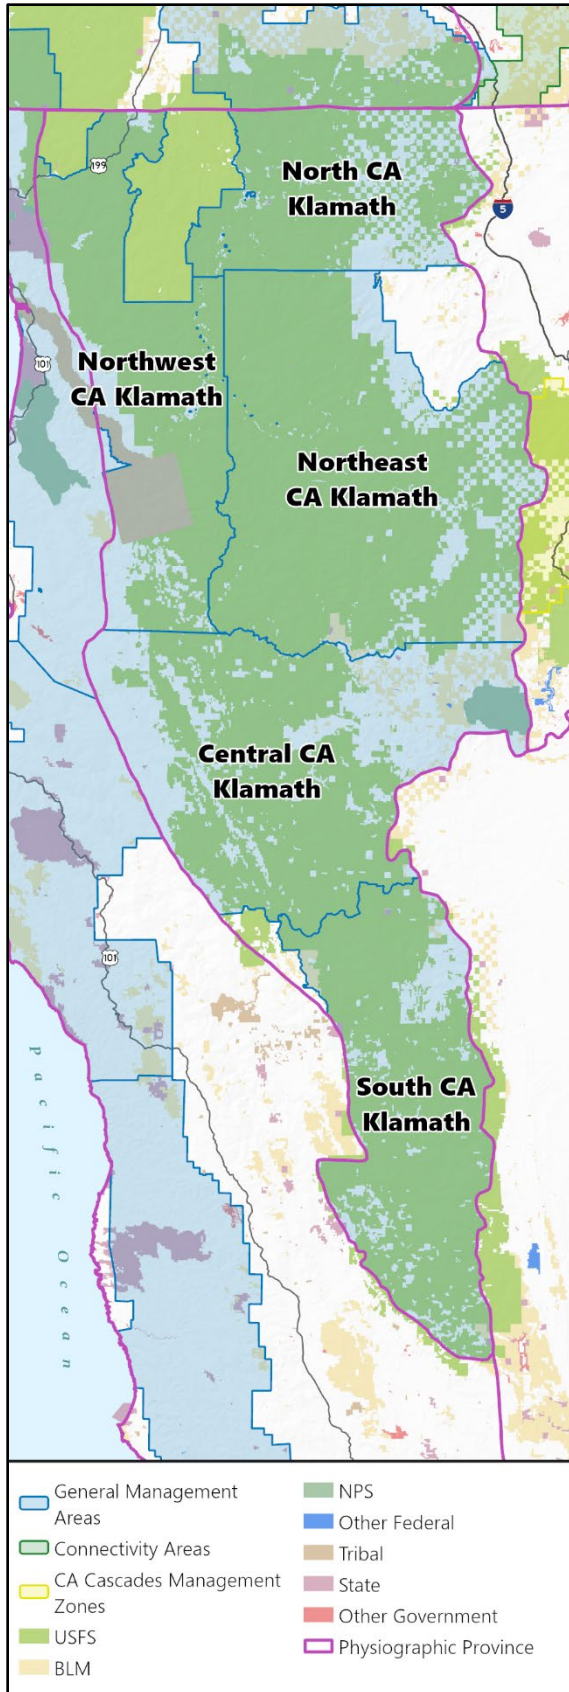 199
North CA
Klamath
5
101
Northwest
CA Klamath
Northeast
CA Klamath
Central CA
Klamath
101
South CA
Klamath
Pacific Ocean
General Management
Areas
Connectivity Areas
CA Cascades Management
Zones
USFS
BLM
NPS
Other Federal
Tribal
State
Other Government
Physiographic Province